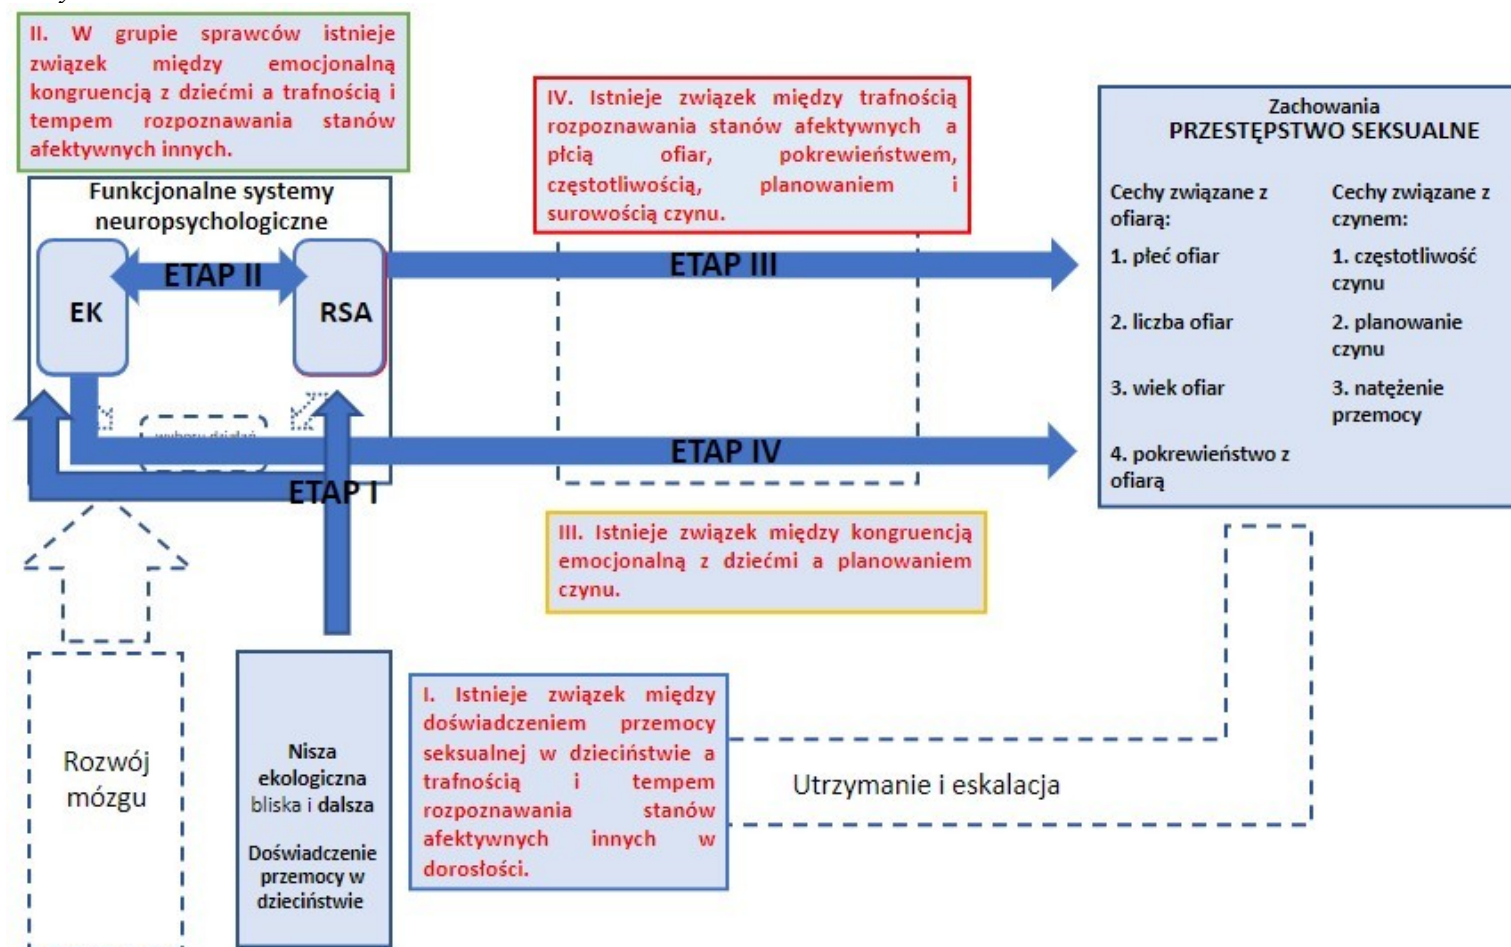 II. W grupie sprawców istnieje
związek między emocjonalną
kongruencją z dziećmi a trafnością i
tempem rozpoznawania stanów
afektywnych innych.
IV. Istnieje związek między trafnością
rozpoznawania stanów afektywnych a
płcią ofiar, pokrewieństwem,
częstotliwością, planowaniem i
surowością czynu.
Zachowania
PRZESTĘPSTWO SEKSUALNE
Cechy związane z
ofiarą:
1. płeć ofiar
2. liczba ofiar
3. wiek ofiar
4. pokrewieństwo z
ofiarą
Cechy związane z
czynem:
1. częstotliwość
czynu
2. planowanie
czynu
3. natężenie
przemocy
Funkcjonalne systemy
neuropsychologiczne
EK
ETAP II
RSA
ETAP III
ETAP IV
ETAP I
III. Istnieje związek między kongruencją
emocjonalną z dziećmi a planowaniem
czynu.
Rozwój
mózgu
Nisza
ekologiczna
bliska i dalsza
Doświadczenie
przemocy w
dzieciństwie
I. Istnieje związek między
doświadczeniem przemocy
seksualnej w dzieciństwie a
trafnością i tempem
rozpoznawania stanów
afektywnych innych w
dorosłości.
Utrzymanie i eskalacja